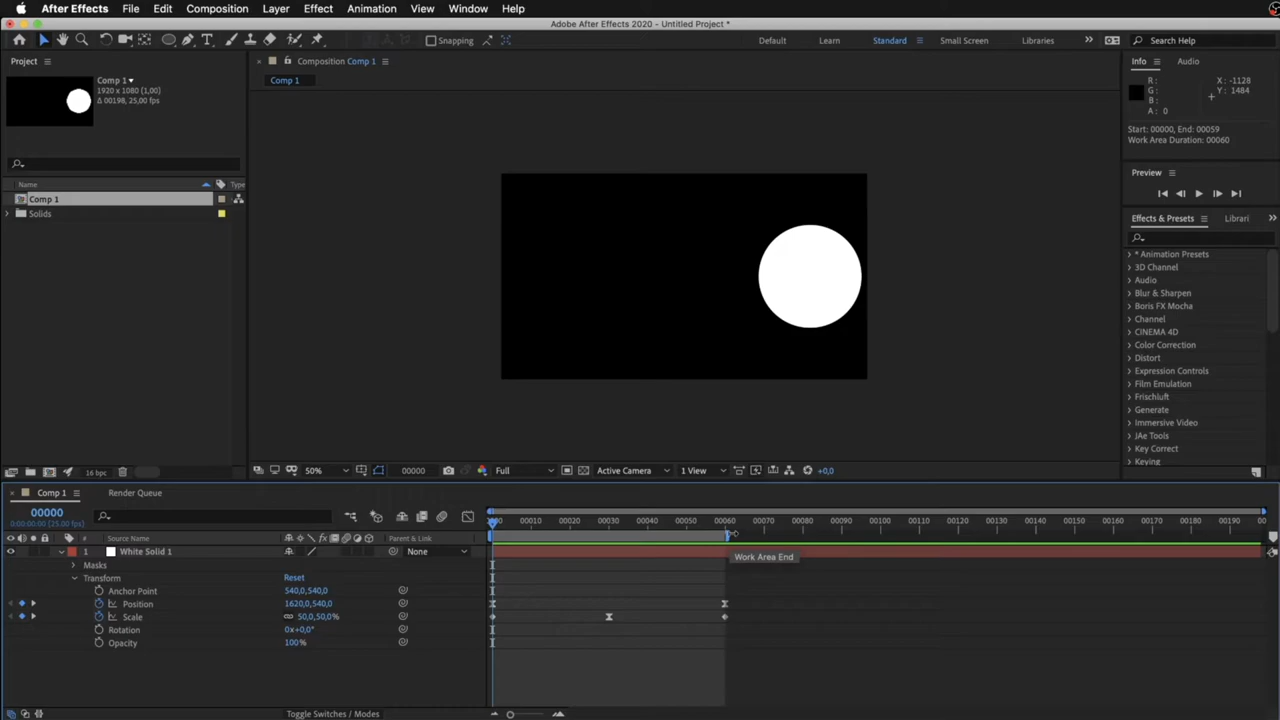 After Effects File Edit Composition Layer Effect Animation View Window Help
Adobe After Effects 2020 - Untitled Project *
Snapping Default Learn Standard Small Screen Libraries Search Help
Project
Composition Comp 1
Info Audio
Comp 1
Comp 1
1920 x 1080 (1,00)
Δ 00198, 25,00 fps
R :
G :
B :
A : 0
X : -1128
Y : 1484
Start: 00000, End: 00059
Work Area Duration: 00060
Preview
Name Type
Comp 1
Solids
Effects & Presets Librari
* Animation Presets
3D Channel
Audio
Blur & Sharpen
Boris FX Mocha
Channel
CINEMA 4D
Color Correction
Distort
Expression Controls
Film Emulation
Frischluft
Generate
Immersive Video
JAe Tools
Key Correct
Keying
16 bpc
50% 00000 Full Active Camera 1 View +0,0
Comp 1 Render Queue
00000
0:00:00:00 (25.00 fps)
00010 00020 00030 00040 00050 00060 00070 00080 00090 00100 00110 00120 00130 00140 00150 00160 00170 00180 00190
# Source Name Parent & Link
1 White Solid 1 None
Work Area End
Masks
Transform Reset
Anchor Point 540,0,540,0
Position 1620,0,540,0
Scale 50,0,50,0%
Rotation 0x+0,0°
Opacity 100%
Toggle Switches / Modes